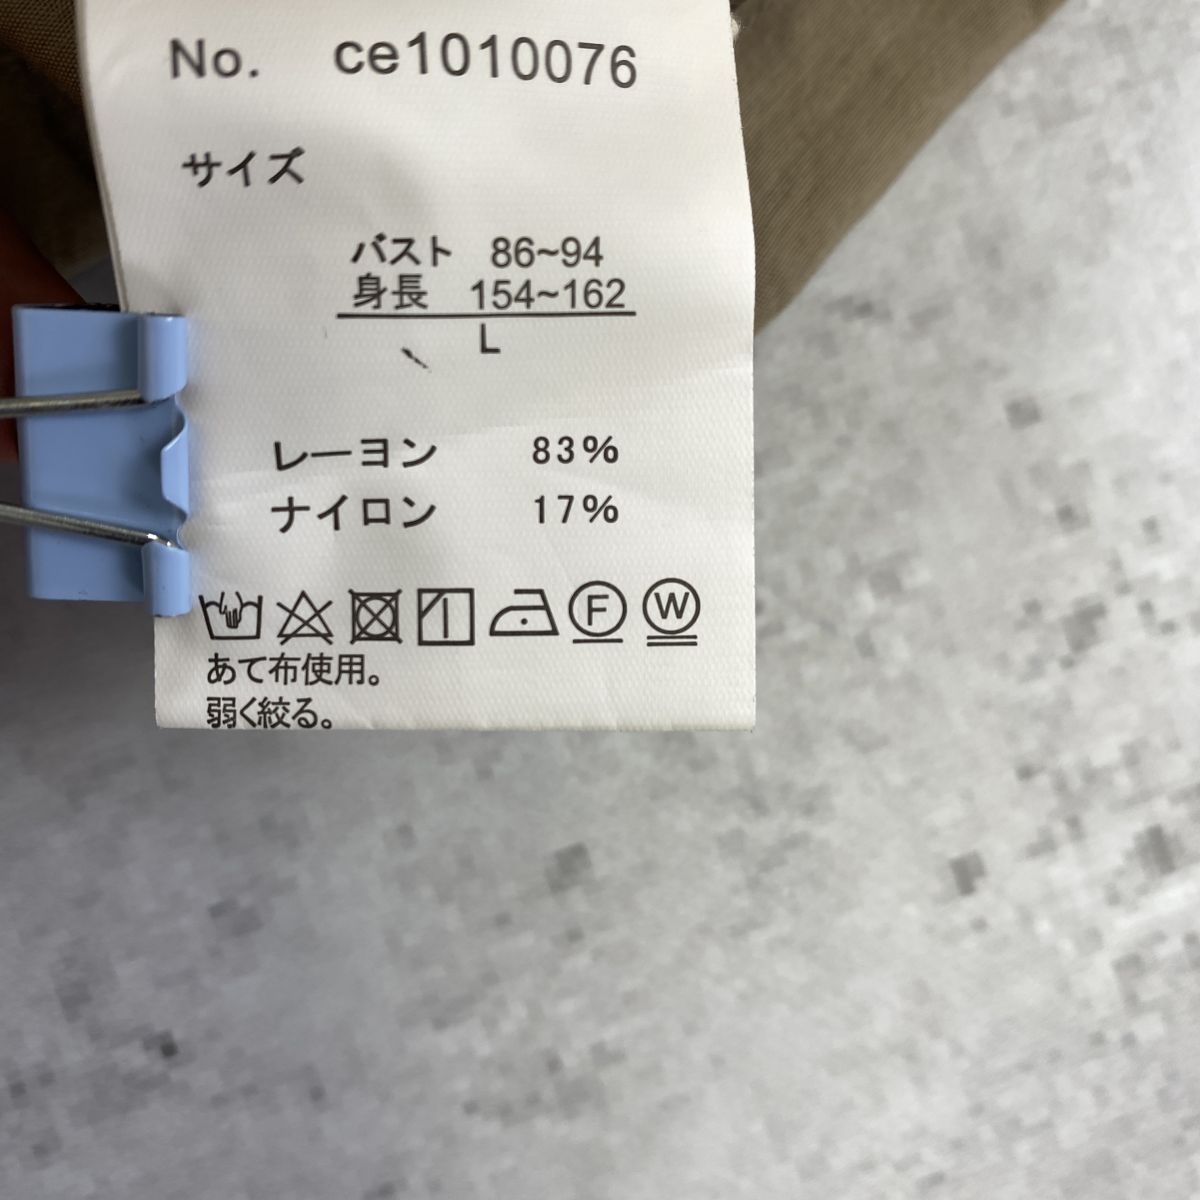 No. ce1010076
サイズ
バスト 86~94
身長 154~162
L
レーヨン 83%
ナイロン 17%
F W
あて布使用。
弱く絞る。